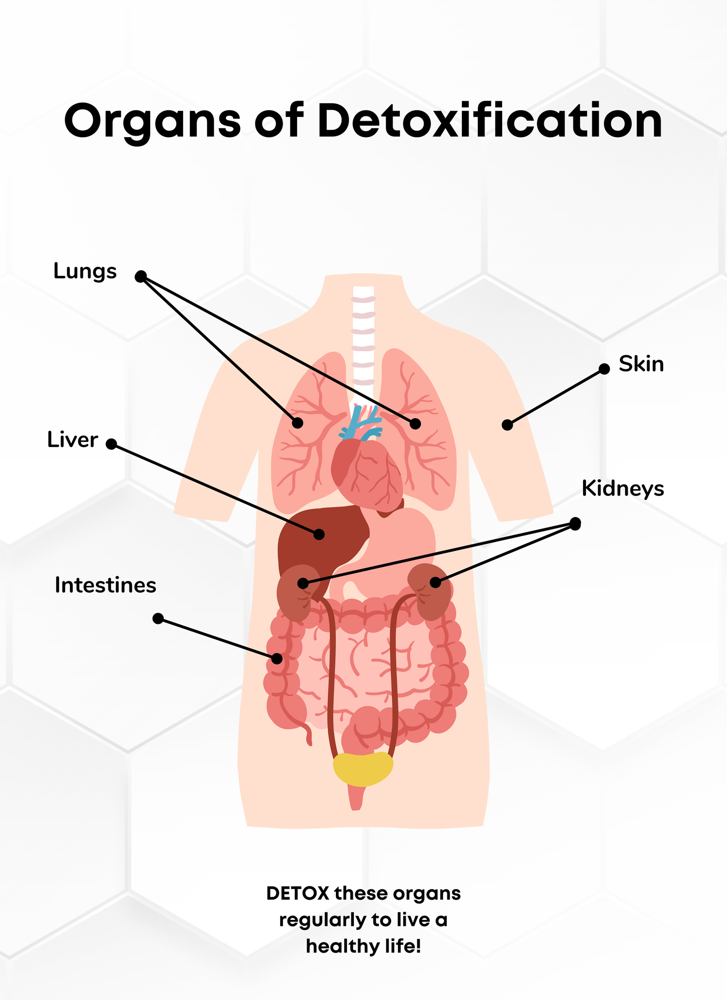 Organs of Detoxification
Lungs
Skin
Liver
Kidneys
Intestines
DETOX these organs
regularly to live a
healthy life!